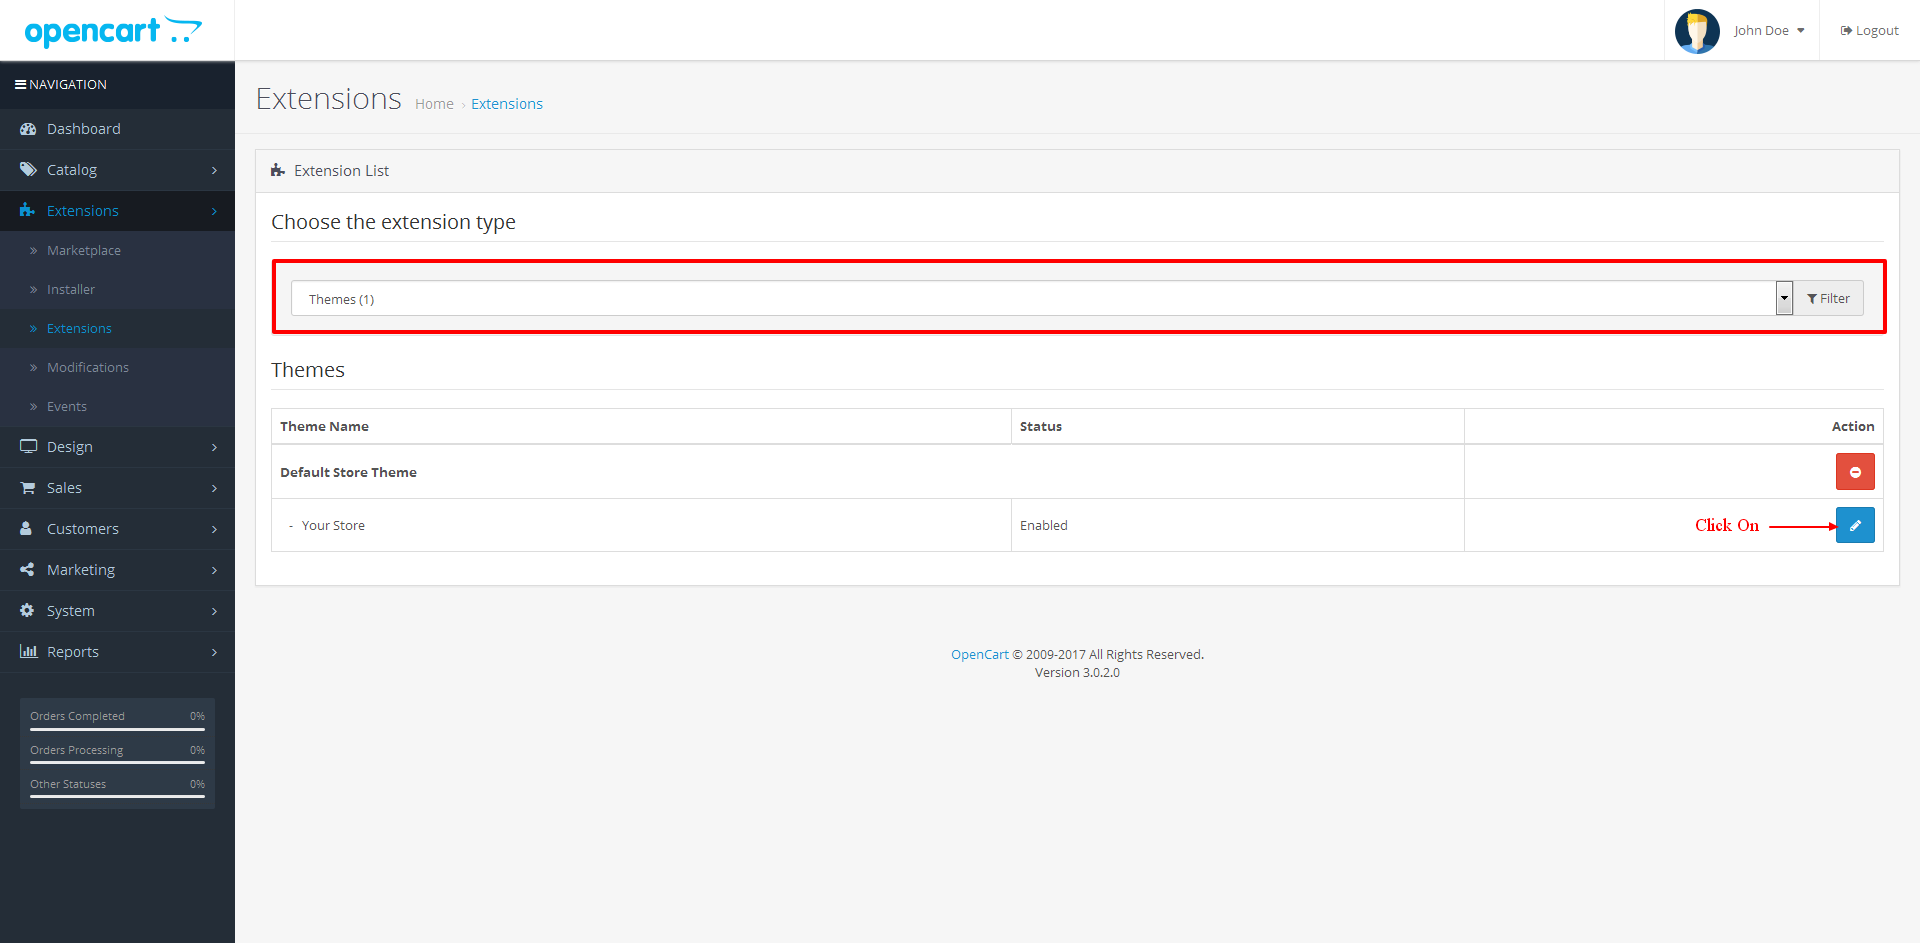 opencart
John Doe
Logout
NAVIGATION
Dashboard
Catalog
Extensions
Marketplace
Installer
Extensions
Modifications
Events
Design
Sales
Customers
Marketing
System
Reports
Orders Completed 0%
Orders Processing 0%
Other Statuses 0%
Extensions Home › Extensions
Extension List
Choose the extension type
Themes (1)
Filter
Themes
Theme Name Status Action
Default Store Theme
- Your Store Enabled Click On
OpenCart © 2009-2017 All Rights Reserved.
Version 3.0.2.0